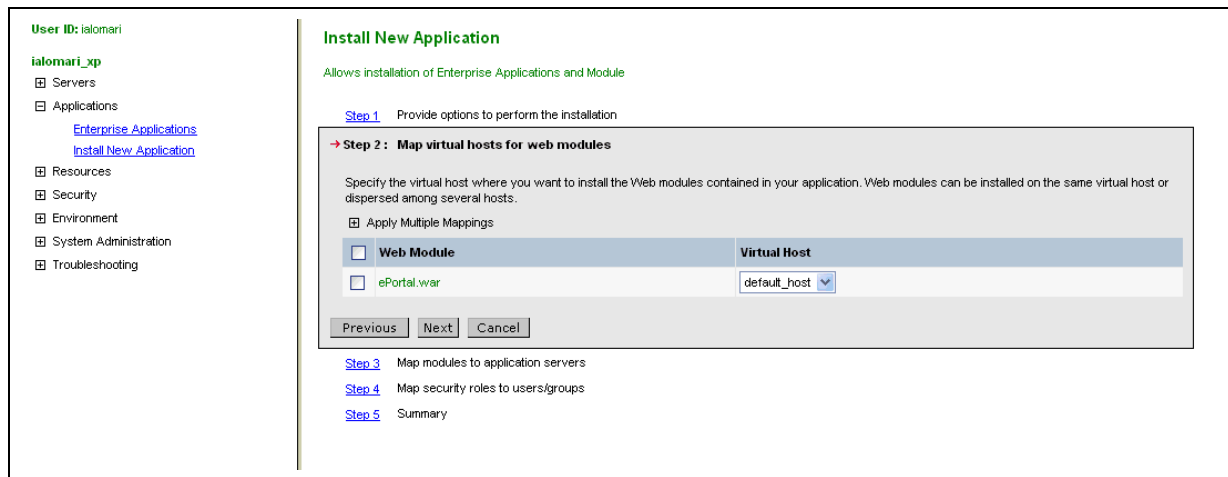 User ID: ialomari
ialomari_xp
Servers
Applications
Enterprise Applications
Install New Application
Resources
Security
Environment
System Administration
Troubleshooting
Install New Application
Allows installation of Enterprise Applications and Module
Step 1 Provide options to perform the installation
Step 2 : Map virtual hosts for web modules
Specify the virtual host where you want to install the Web modules contained in your application. Web modules can be installed on the same virtual host or
dispersed among several hosts.
Apply Multiple Mappings
Web Module Virtual Host
ePortal.war default_host
Previous Next Cancel
Step 3 Map modules to application servers
Step 4 Map security roles to users/groups
Step 5 Summary